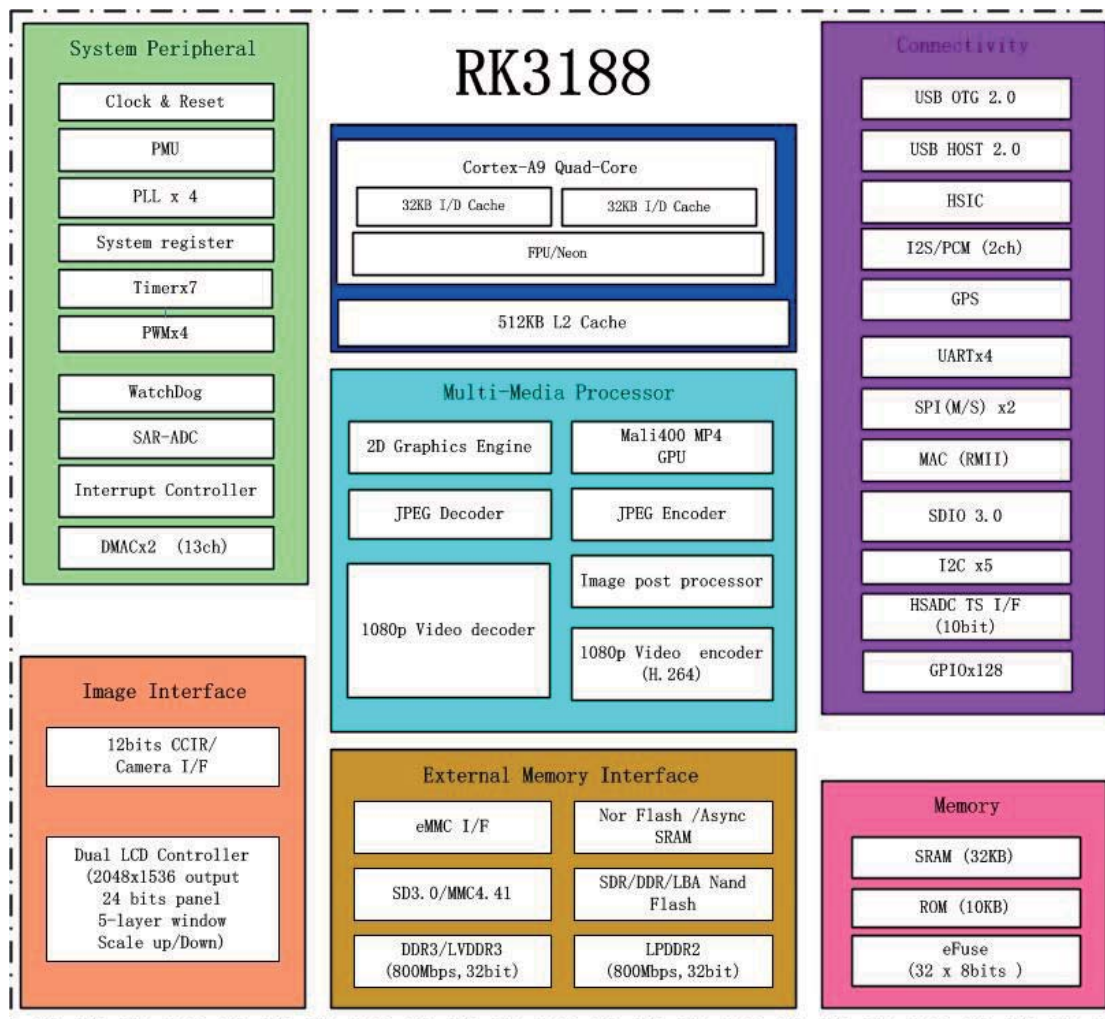 RK3188
System Peripheral
Clock & Reset
PMU
PLL x 4
System register
Timerx7
PWMx4
WatchDog
SAR-ADC
Interrupt Controller
DMACx2 (13ch)
Image Interface
12bits CCIR/
Camera I/F
Dual LCD Controller
(2048x1536 output
24 bits panel
5-layer window
Scale up/Down)
Cortex-A9 Quad-Core
32KB I/D Cache
32KB I/D Cache
FPU/Neon
512KB L2 Cache
Multi-Media Processor
2D Graphics Engine
Mali400 MP4
GPU
JPEG Decoder
JPEG Encoder
1080p Video decoder
Image post processor
1080p Video encoder
(H.264)
External Memory Interface
eMMC I/F
Nor Flash /Async
SRAM
SD3.0/MMC4.41
SDR/DDR/LBA Nand
Flash
DDR3/LVDDR3
(800Mbps, 32bit)
LPDDR2
(800Mbps, 32bit)
Connectivity
USB OTG 2.0
USB HOST 2.0
HSIC
I2S/PCM (2ch)
GPS
UARTx4
SPI(M/S) x2
MAC (RMII)
SDIO 3.0
I2C x5
HSADC TS I/F
(10bit)
GPIOx128
Memory
SRAM (32KB)
ROM (10KB)
eFuse
(32 x 8bits )